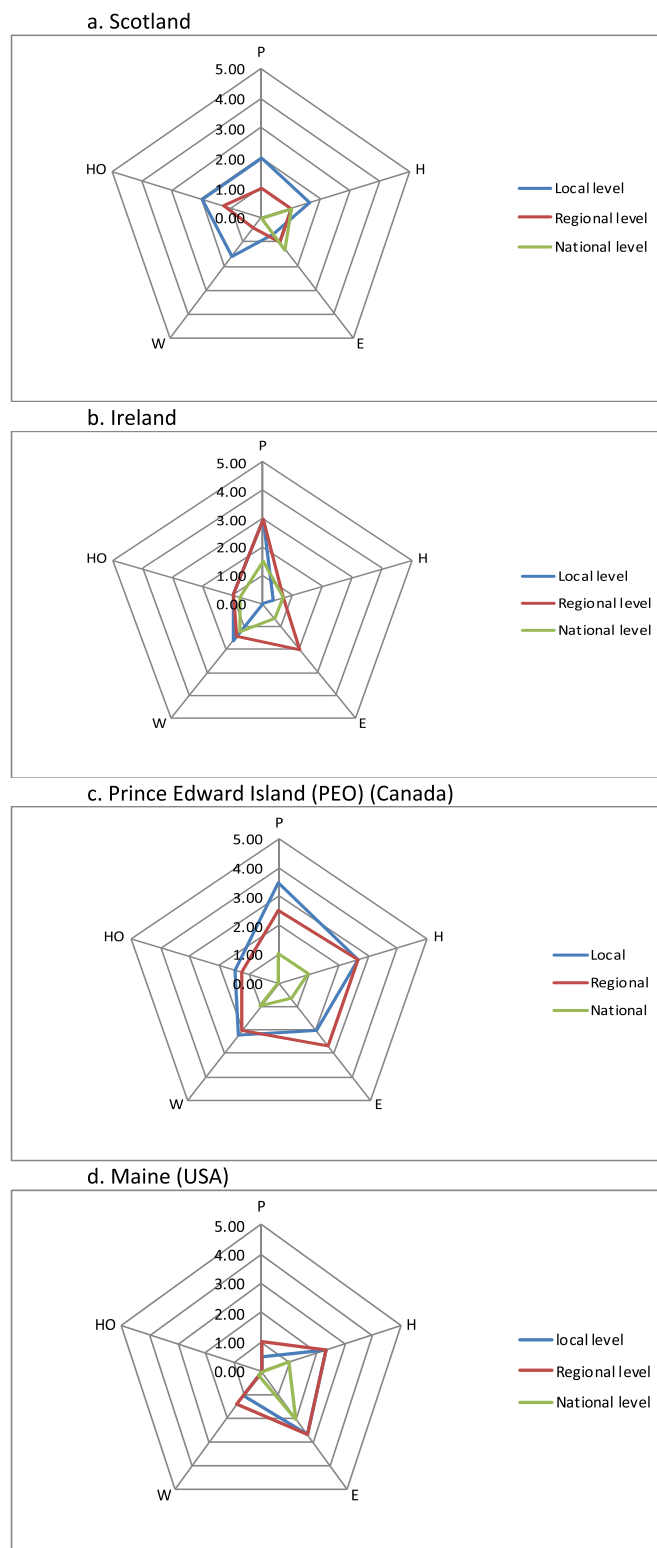 a. Scotland
P
5.00
4.00
3.00
HO
H
2.00
Local level
1.00
Regional level
0.00
National level
W
E
b. Ireland
P
5.00
4.00
3.00
HO
H
2.00
Local level
1.00
Regional level
0.00
National level
W
E
c. Prince Edward Island (PEO) (Canada)
P
5.00
4.00
3.00
HO
H
2.00
Local
1.00
Regional
0.00
National
W
E
d. Maine (USA)
P
5.00
4.00
3.00
HO
H
2.00
local level
1.00
Regional level
0.00
National level
W
E